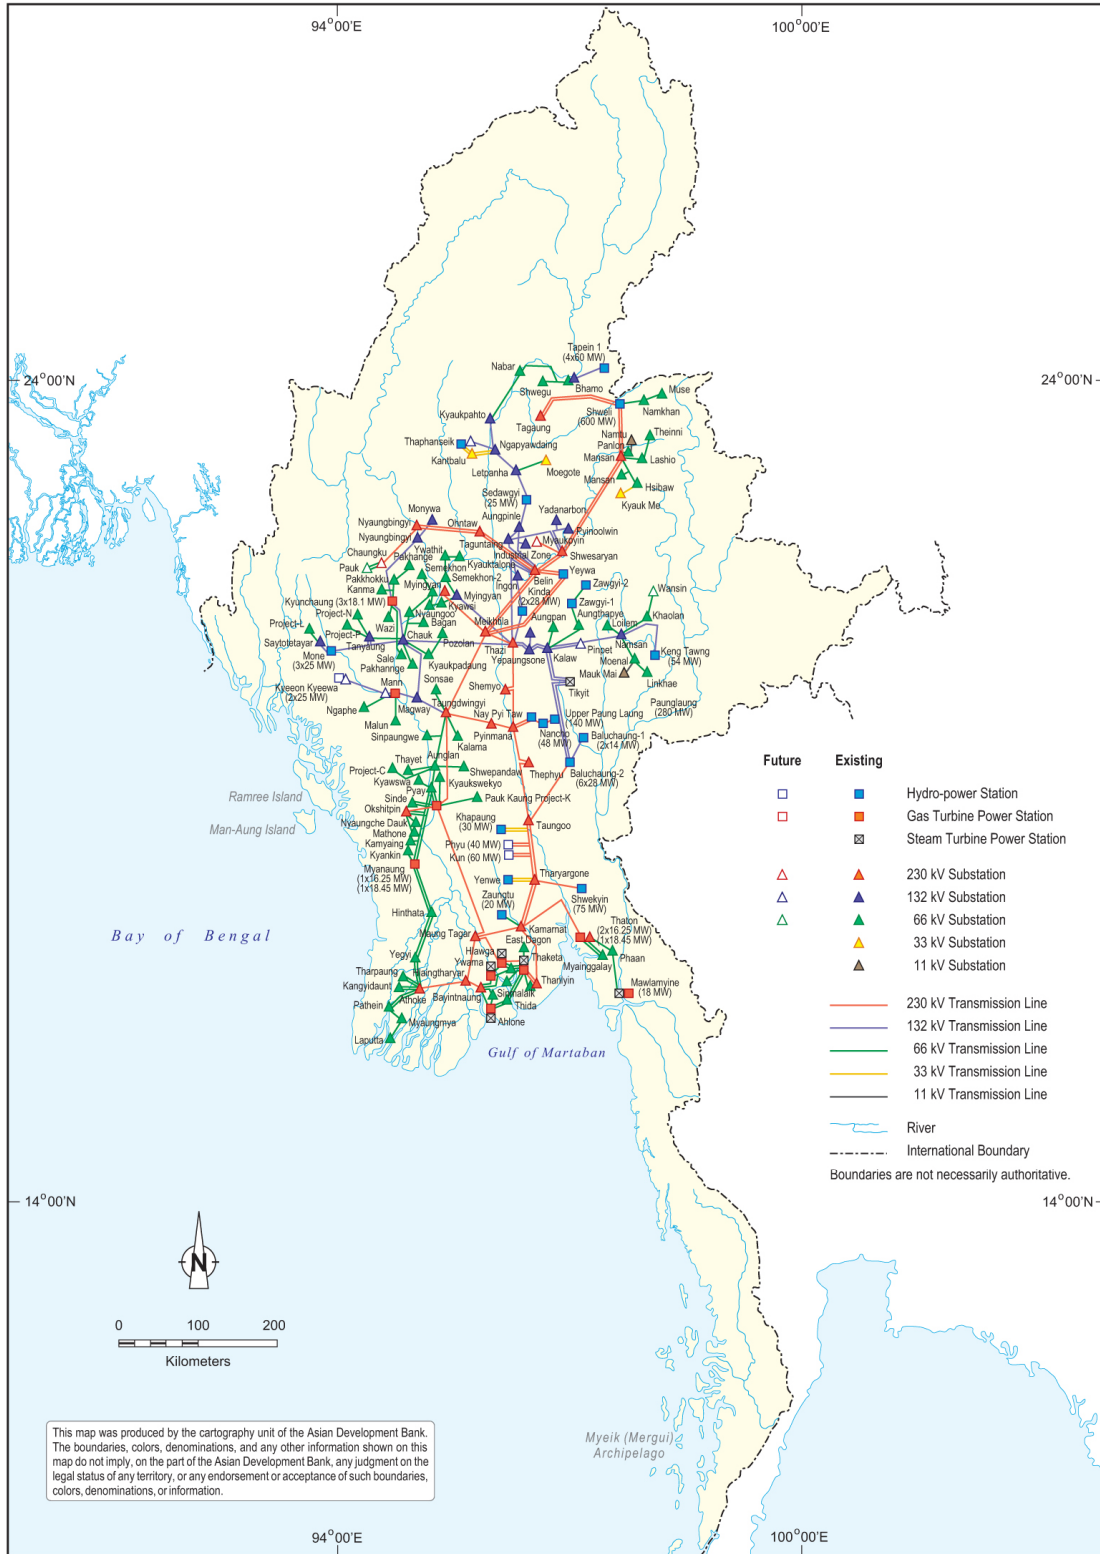 94°00'E
100°00'E
24°00'N
24°00'N
Tapein 1
(4x60 MW)
Nabar
Shwegu
Bhamo
Muse
Namkhan
Shweli
(600 MW)
Tagaung
Kyaukpahto
Thaphanseik
Ngapyawdaing
Kantbalu
Letpanha
Moegote
Namtu
Panlon
Theinni
Mansan
Lashio
Mansan
Hsibaw
Kyauk Me
Sedawgyi
(25 MW)
Aungpinle
Yadanarbon
Monywa
Ohntaw
Nyaungbingyi
Nyaungbingyi
Pyinoolwin
Taguntaing
Myaukpyin
Industrial Zone
Shwesaryan
Chaungku
Ywathit
Pakhange
Kyauktalone
Pauk
Semekhon
Belin
Yeywa
Pakkhokku
Semekhon-2
Kanma
Myingyan
Ingon
Kinda
(2x28 MW)
Zawgyi-2
Wansin
Kyunchaung (3x18.1 MW)
Myingyan
Kyawsi
Zawgyi-1
Project-N
Nyaungoo
Bagan
Aungpan
Aungthapye
Loilem
Khaolan
Project-L
Wazi
Meikhtila
Project-P
Chauk
Pozolan
Saytotetayar
Tanyaung
Thazi
Pinpet
Namsan
Keng Tawng
(54 MW)
Mone
(3x25 MW)
Sale
Yepaungsone
Kalaw
Moenal
Pakhannge
Kyaukpadaung
Mauk Mai
Linkhae
Kyeeon Kyeewa
(2x25 MW)
Mann
Sonsae
Shemyo
Tikyit
Paunglaung
(280 MW)
Magway
Taungdwingyi
Ngaphe
Malun
Nay Pyi Taw
Upper Paung Laung
(140 MW)
Sinpaungwe
Pyinmana
Nancho
(48 MW)
Baluchaung-1
(2x14 MW)
Kalama
Aunglan
Thayet
Project-C
Shwepandaw
Thephyu
Baluchaung-2
(6x28 MW)
Kyawswa
Kyaukswekyo
Pyay
Sinde
Pauk Kaung Project-K
Okshitpin
Khapaung
(30 MW)
Taungoo
Nyaungche Dauk
Mathone
Phyu (40 MW)
Kamyaing
Kun (60 MW)
Kyankin
Myanaung
(1x16.25 MW)
(1x18.45 MW)
Yenwe
Tharyargone
Shwekyin
(75 MW)
Zaungtu
(20 MW)
Hinthata
Kamarnat
Thaton
(2x16.25 MW)
(1x18.45 MW)
Maung Tagar
East Dagon
Hlawga
Yegyi
Ywama
Thaketa
Phaan
Myainggalay
Tharpaung
Hlaingtharyar
Kangyidaunt
Thanlyin
Mawlamyine
(18 MW)
Athoke
Bayintnaung
Sinmalaik
Pathein
Thida
Myaungmya
Ahlone
Laputta
Ramree Island
Man-Aung Island
Bay of Bengal
Gulf of Martaban
Future
Existing
Hydro-power Station
Gas Turbine Power Station
Steam Turbine Power Station
230 kV Substation
132 kV Substation
66 kV Substation
33 kV Substation
11 kV Substation
230 kV Transmission Line
132 kV Transmission Line
66 kV Transmission Line
33 kV Transmission Line
11 kV Transmission Line
River
International Boundary
Boundaries are not necessarily authoritative.
14°00'N
14°00'N
N
0 100 200
Kilometers
This map was produced by the cartography unit of the Asian Development Bank.
The boundaries, colors, denominations, and any other information shown on this
map do not imply, on the part of the Asian Development Bank, any judgment on the
legal status of any territory, or any endorsement or acceptance of such boundaries,
colors, denominations, or information.
Myeik (Mergui)
Archipelago
94°00'E
100°00'E